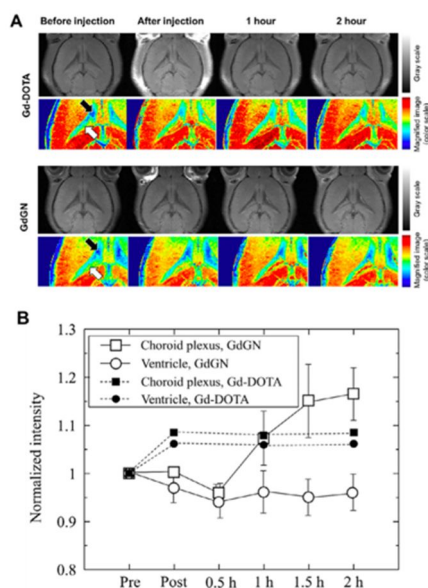 A
Before injection After injection 1 hour 2 hour
Gd-DOTA
Gray scale
Magnified image
(color scale)
GdGN
Gray scale
Magnified image
(color scale)
B
Normalized intensity
1.3
1.2
1.1
1
0.9
0.8
Choroid plexus, GdGN
Ventricle, GdGN
Choroid plexus, Gd-DOTA
Ventricle, Gd-DOTA
Pre Post 0.5 h 1 h 1.5 h 2 h